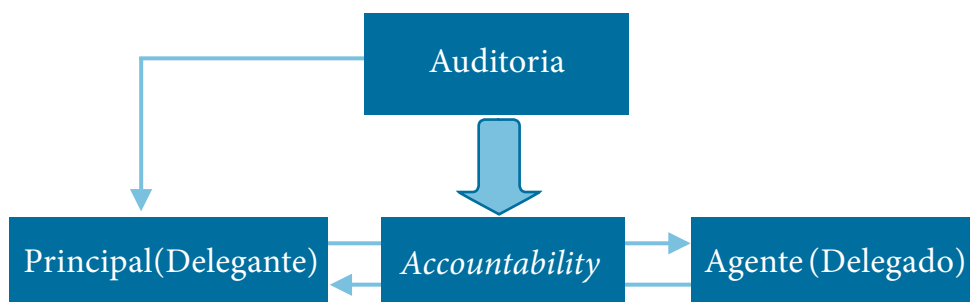 Auditoria
Principal(Delegante)
Accountability
Agente (Delegado)